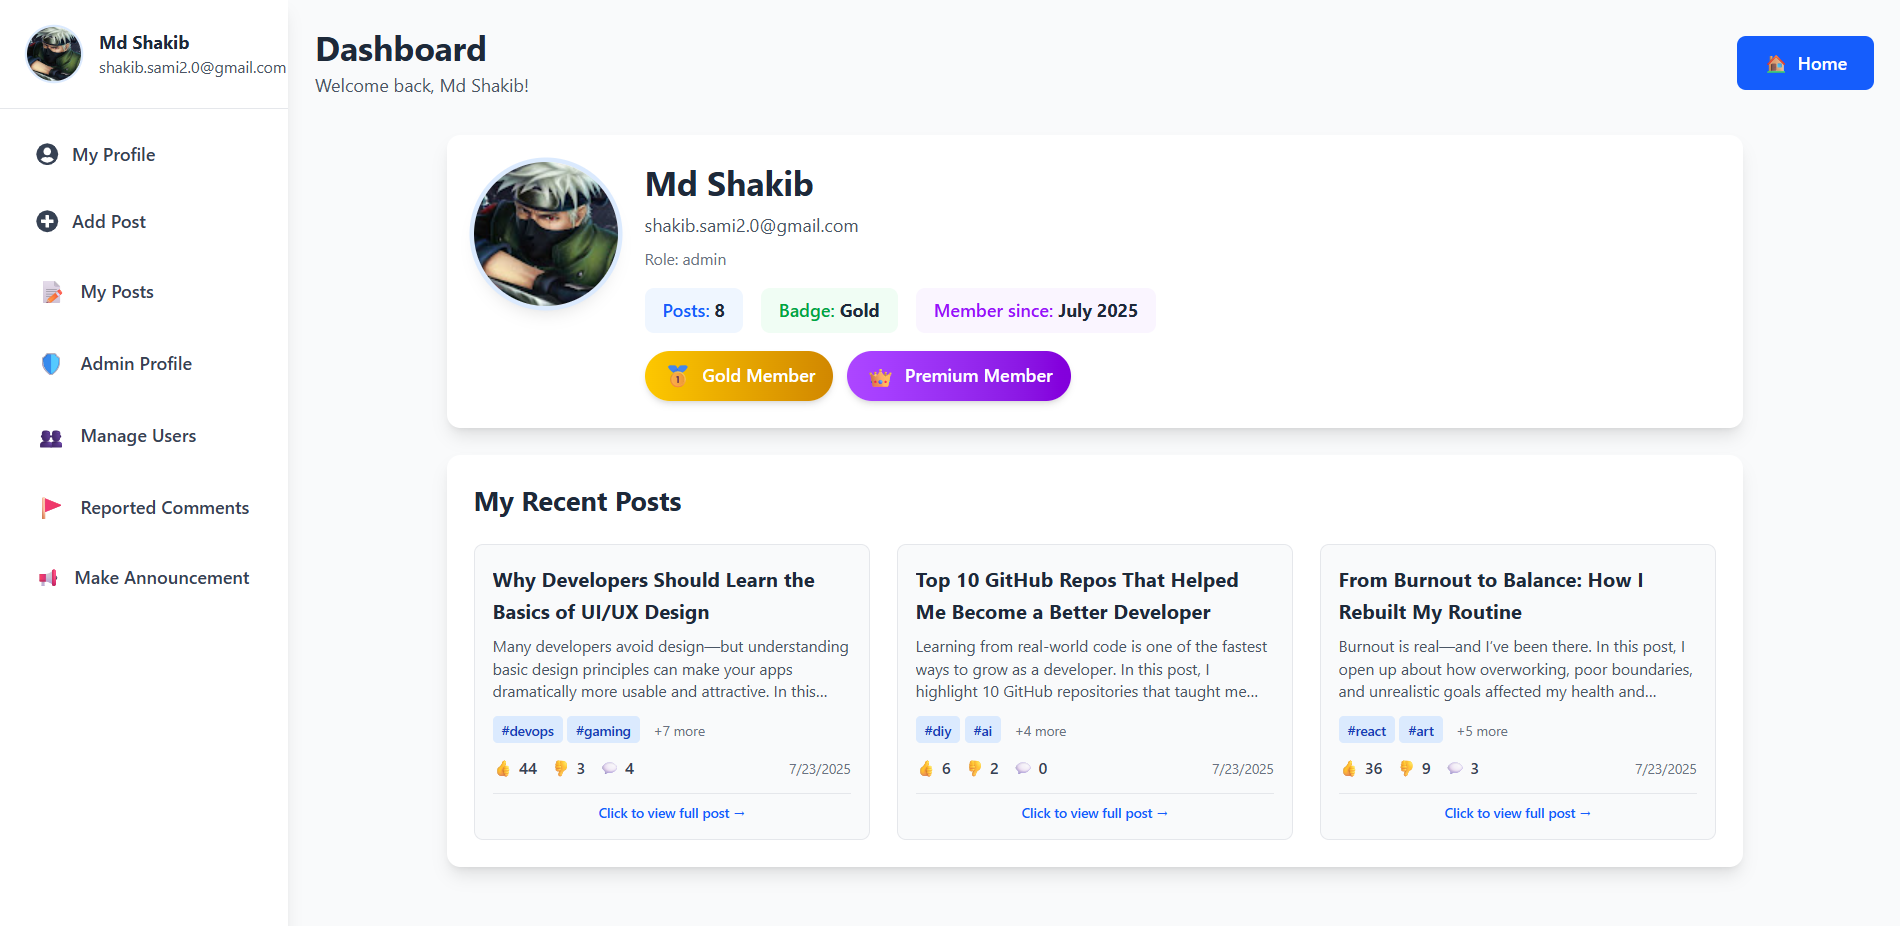 Md Shakib
shakib.sami2.0@gmail.com
My Profile
Add Post
My Posts
Admin Profile
Manage Users
Reported Comments
Make Announcement
Dashboard
Welcome back, Md Shakib!
Home
Md Shakib
shakib.sami2.0@gmail.com
Role: admin
Posts: 8
Badge: Gold
Member since: July 2025
Gold Member
Premium Member
My Recent Posts
Why Developers Should Learn the
Basics of UI/UX Design
Many developers avoid design—but understanding
basic design principles can make your apps
dramatically more usable and attractive. In this...
#devops #gaming +7 more
44 3 4 7/23/2025
Click to view full post →
Top 10 GitHub Repos That Helped
Me Become a Better Developer
Learning from real-world code is one of the fastest
ways to grow as a developer. In this post, I
highlight 10 GitHub repositories that taught me...
#diy #ai +4 more
6 2 0 7/23/2025
Click to view full post →
From Burnout to Balance: How I
Rebuilt My Routine
Burnout is real—and I’ve been there. In this post, I
open up about how overworking, poor boundaries,
and unrealistic goals affected my health and...
#react #art +5 more
36 9 3 7/23/2025
Click to view full post →